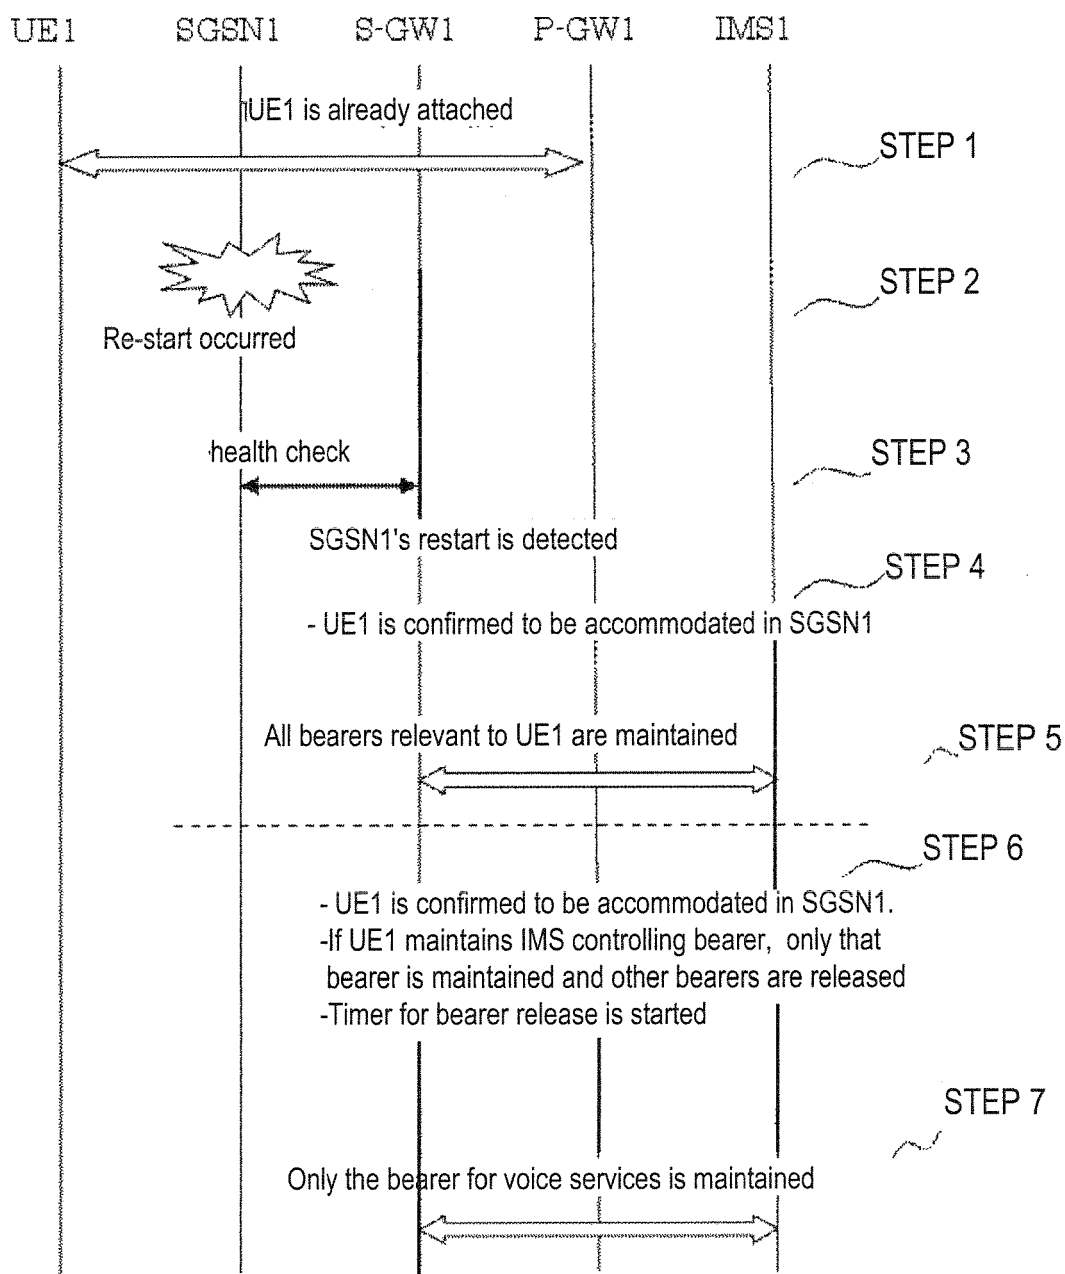 UE1 SGSN1 S-GW1 P-GW1 IMS1
UE1 is already attached
STEP 1
STEP 2
Re-start occurred
health check
STEP 3
SGSN1's restart is detected
STEP 4
- UE1 is confirmed to be accommodated in SGSN1
All bearers relevant to UE1 are maintained
STEP 5
STEP 6
- UE1 is confirmed to be accommodated in SGSN1.
-If UE1 maintains IMS controlling bearer, only that
bearer is maintained and other bearers are released
-Timer for bearer release is started
STEP 7
Only the bearer for voice services is maintained